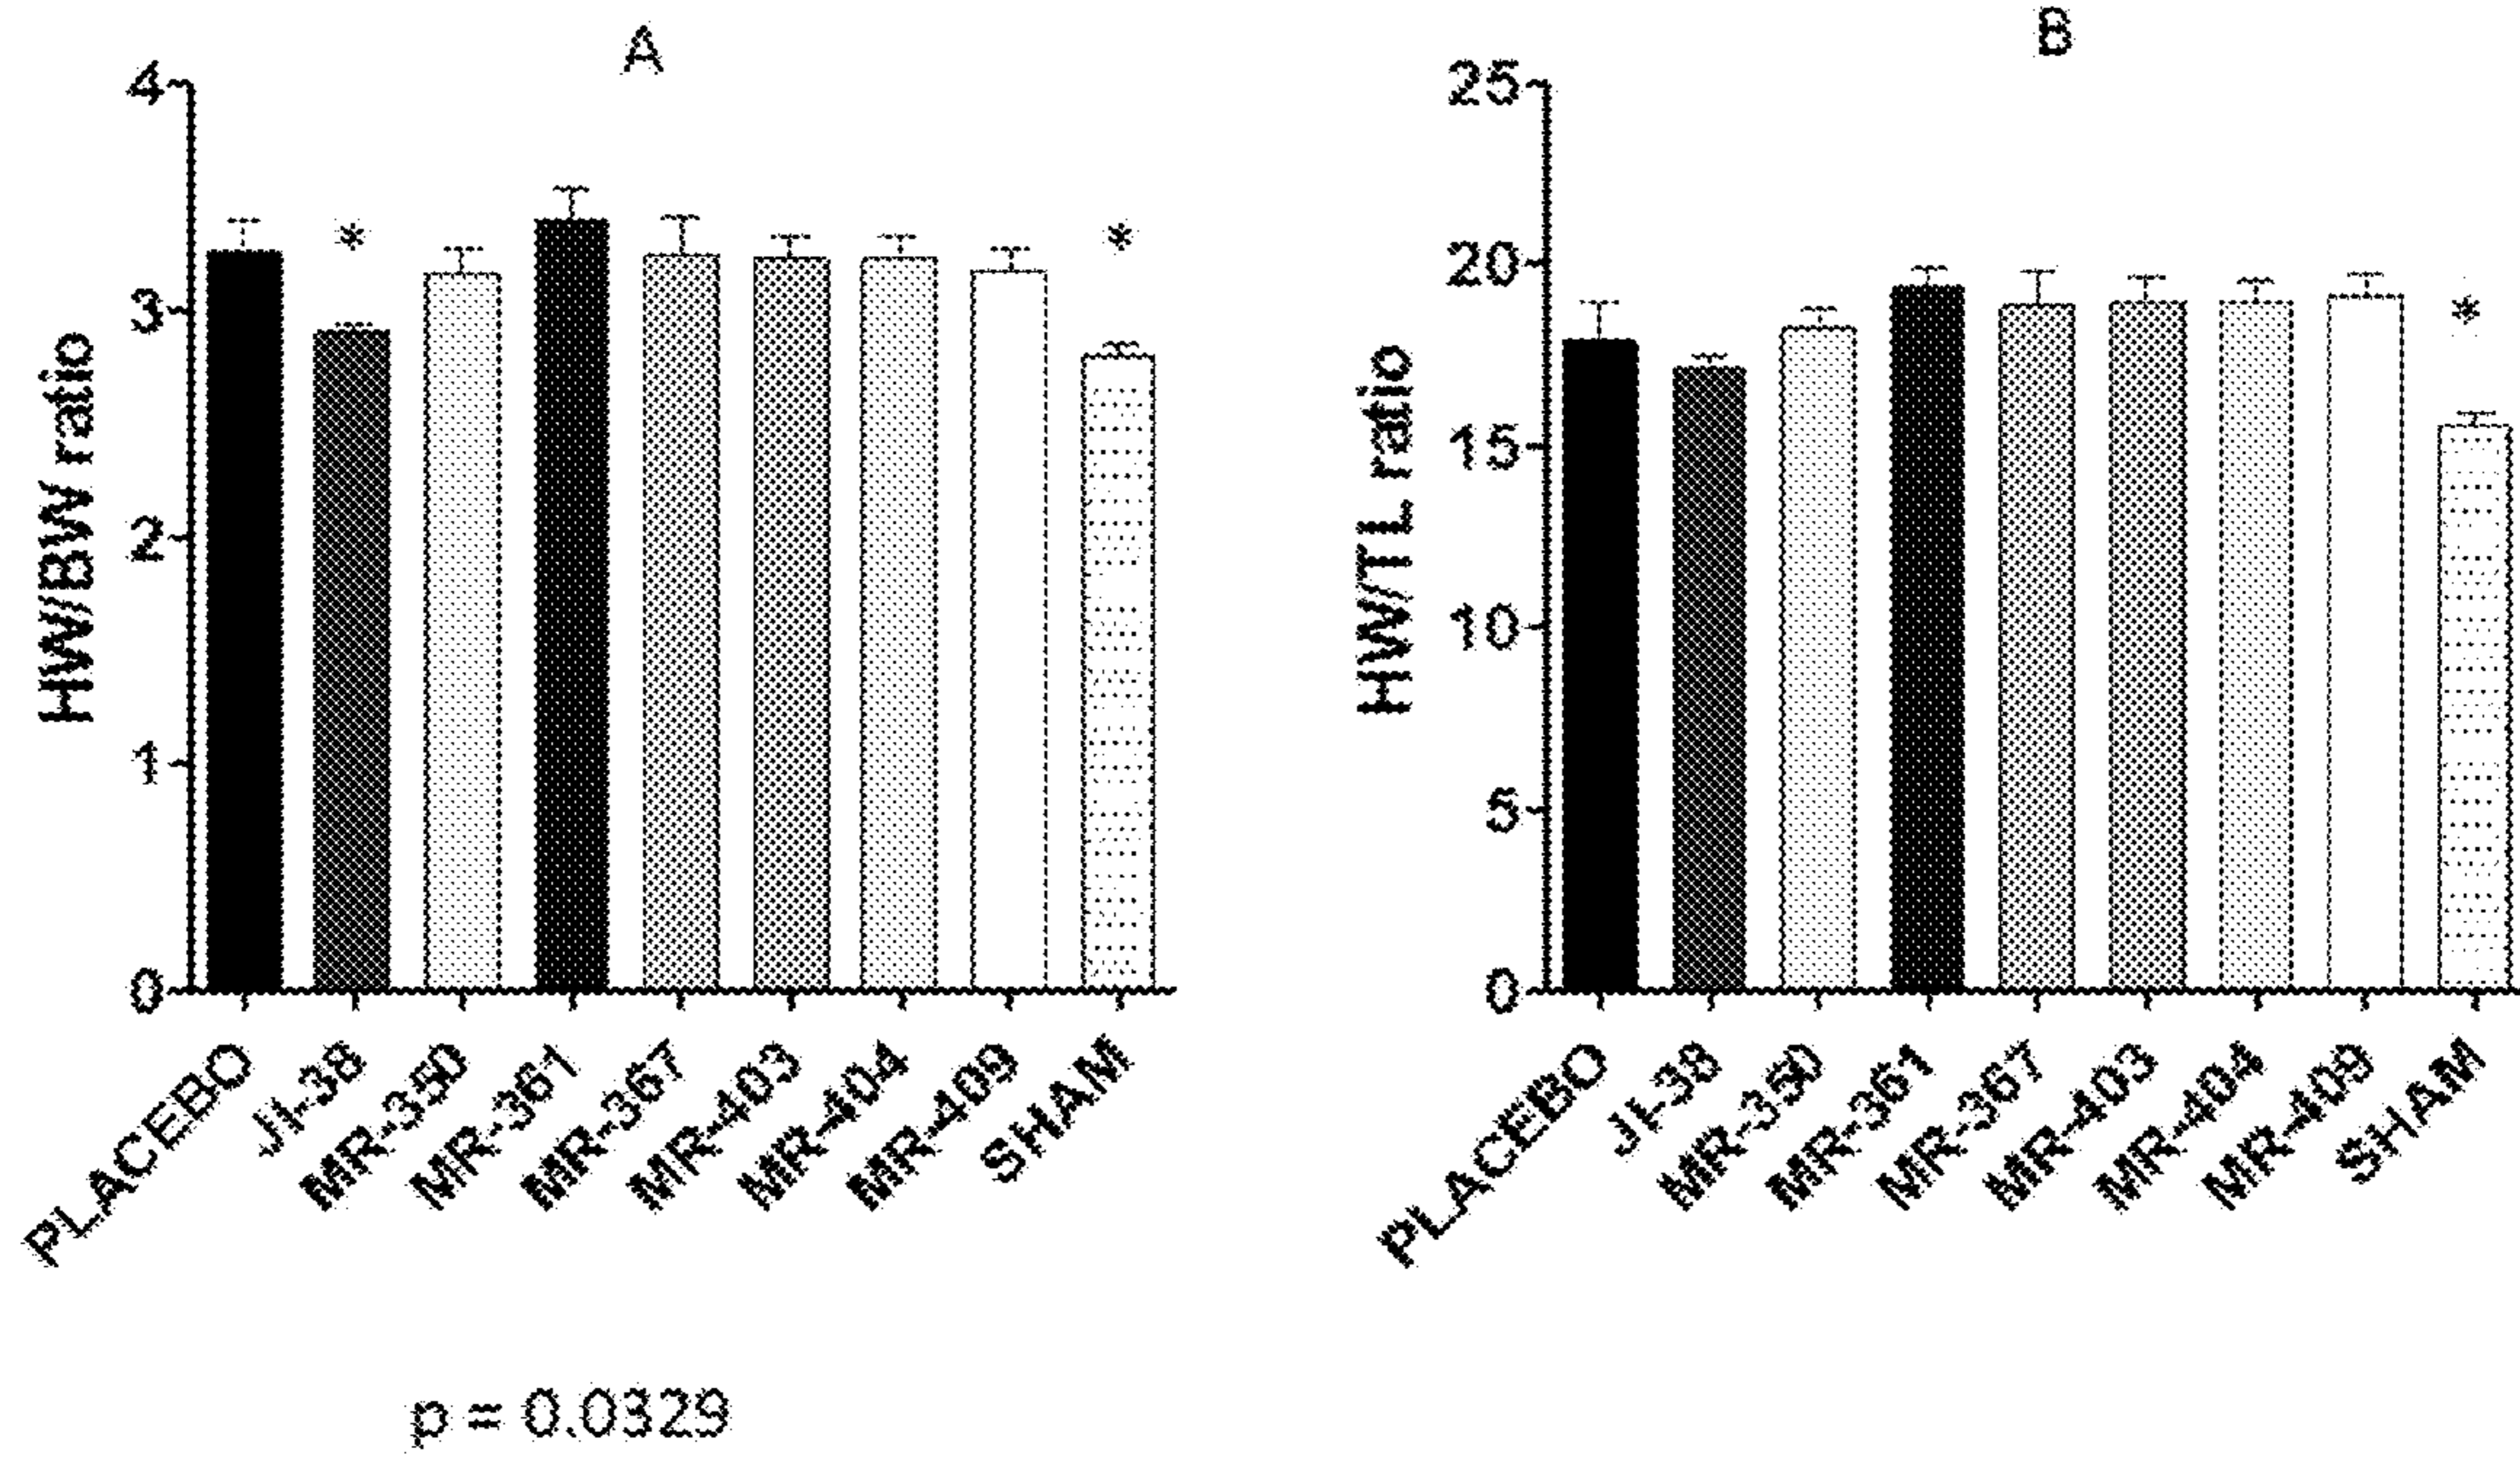 A
HW/BW ratio
4
3
2
1
0
*
*
PLACEBO
JI-38
MR-350
MR-361
MR-367
MR-403
MR-404
MR-409
SHAM
p = 0.0329
B
HW/TL ratio
25
20
15
10
5
0
*
PLACEBO
JI-38
MR-350
MR-361
MR-367
MR-403
MR-404
MR-409
SHAM